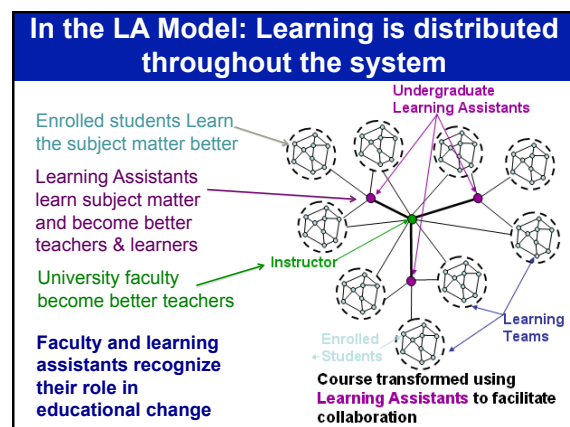 In the LA Model: Learning is distributed
throughout the system
Undergraduate
Learning Assistants
Enrolled students Learn
the subject matter better
Learning Assistants
learn subject matter
and become better
teachers & learners
Instructor
University faculty
become better teachers
Learning
Teams
Enrolled
Students
Faculty and learning
assistants recognize
their role in
educational change
Course transformed using
Learning Assistants to facilitate
collaboration